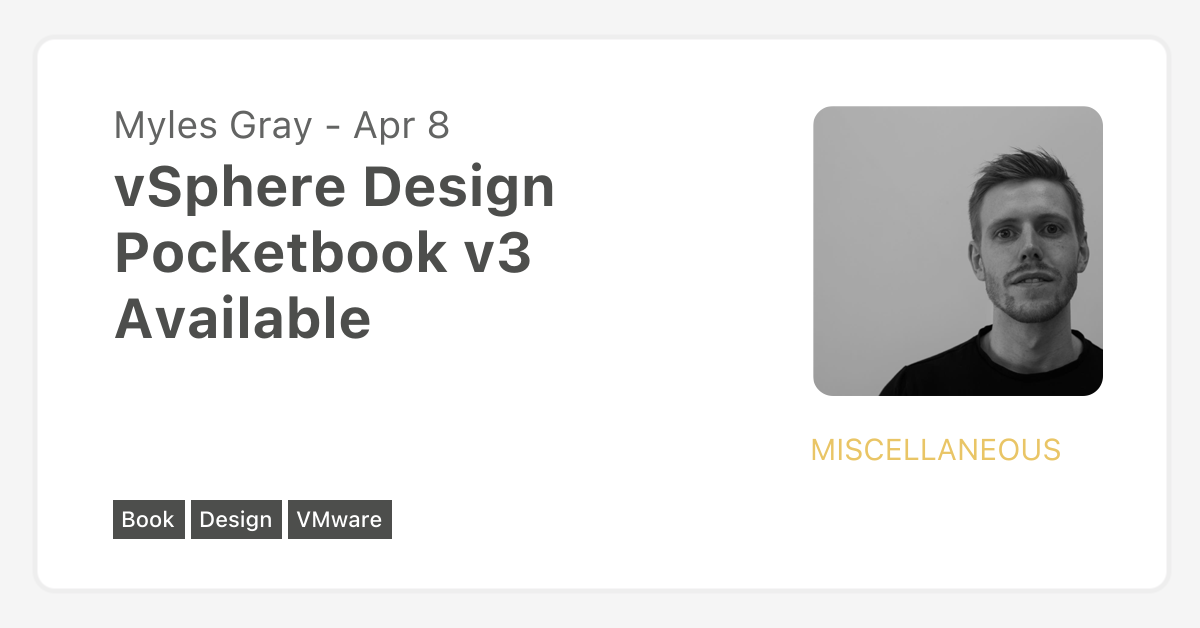 Myles Gray - Apr 8
vSphere Design
Pocketbook v3
Available
MISCELLANEOUS
Book Design VMware